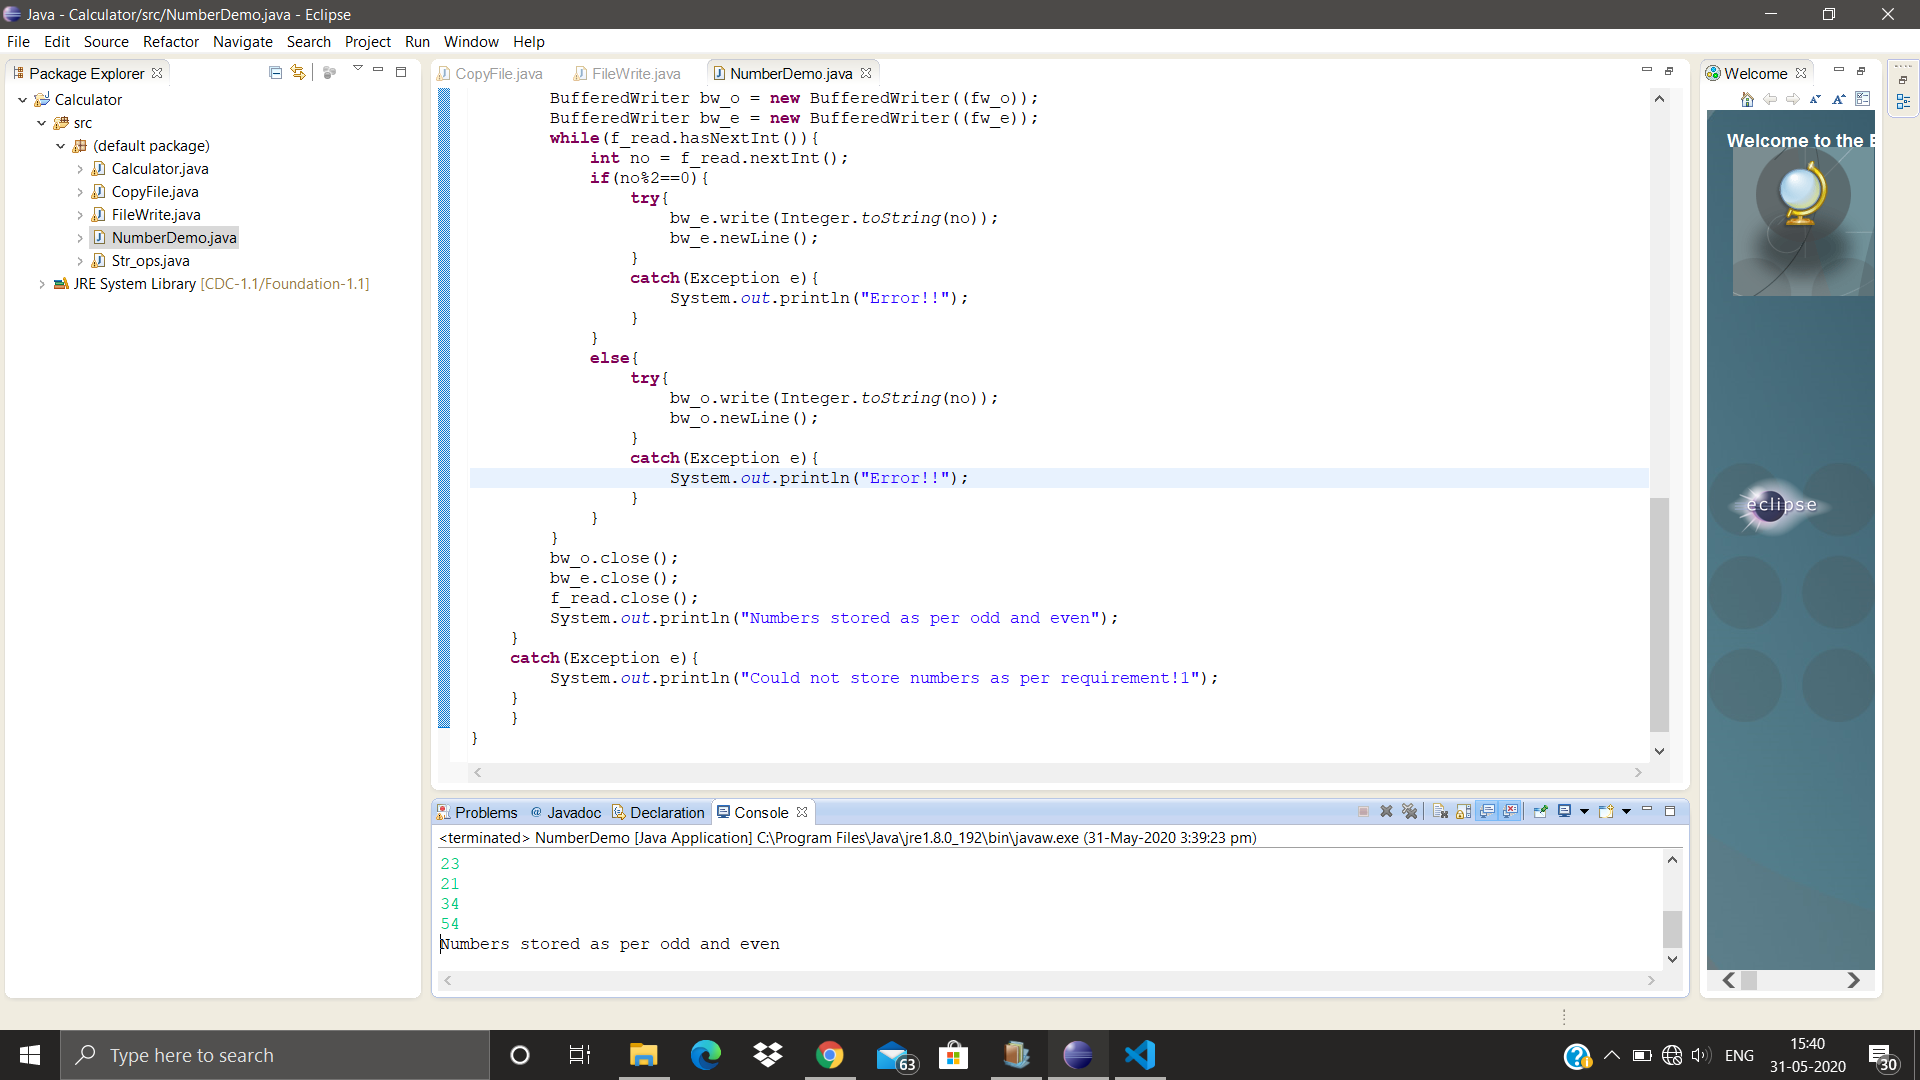 Java - Calculator/src/NumberDemo.java - Eclipse
File Edit Source Refactor Navigate Search Project Run Window Help
Package Explorer
Calculator
src
(default package)
Calculator.java
CopyFile.java
FileWrite.java
NumberDemo.java
Str_ops.java
JRE System Library [CDC-1.1/Foundation-1.1]
CopyFile.java FileWrite.java NumberDemo.java
BufferedWriter bw_o = new BufferedWriter((fw_o));
BufferedWriter bw_e = new BufferedWriter((fw_e));
while(f_read.hasNextInt()){
int no = f_read.nextInt();
if(no%2==0){
try{
bw_e.write(Integer.toString(no));
bw_e.newLine();
}
catch(Exception e){
System.out.println("Error!!");
}
}
else{
try{
bw_o.write(Integer.toString(no));
bw_o.newLine();
}
catch(Exception e){
System.out.println("Error!!");
}
}
}
bw_o.close();
bw_e.close();
f_read.close();
System.out.println("Numbers stored as per odd and even");
}
catch(Exception e){
System.out.println("Could not store numbers as per requirement!1");
}
}
}
Problems @ Javadoc Declaration Console
<terminated> NumberDemo [Java Application] C:\Program Files\Java\jre1.8.0_192\bin\javaw.exe (31-May-2020 3:39:23 pm)
23
21
34
54
Numbers stored as per odd and even
Welcome
Welcome to the E
eclipse
Type here to search
63
ENG
15:40
31-05-2020
30